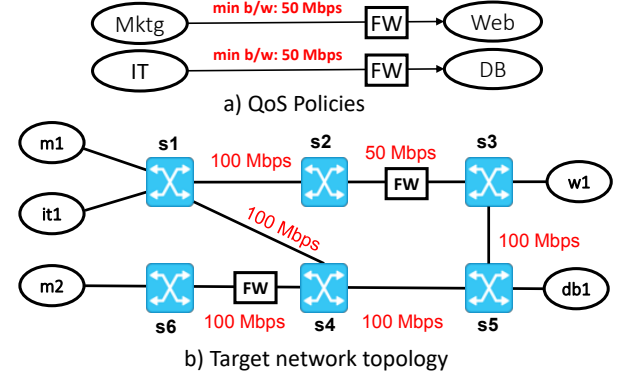 min b/w: 50 Mbps
Mktg FW Web
min b/w: 50 Mbps
IT FW DB
a) QoS Policies
m1 s1 s2 50 Mbps s3
100 Mbps
FW w1
it1
100 Mbps
100 Mbps
m2 FW db1
s6 100 Mbps s4 100 Mbps s5
b) Target network topology